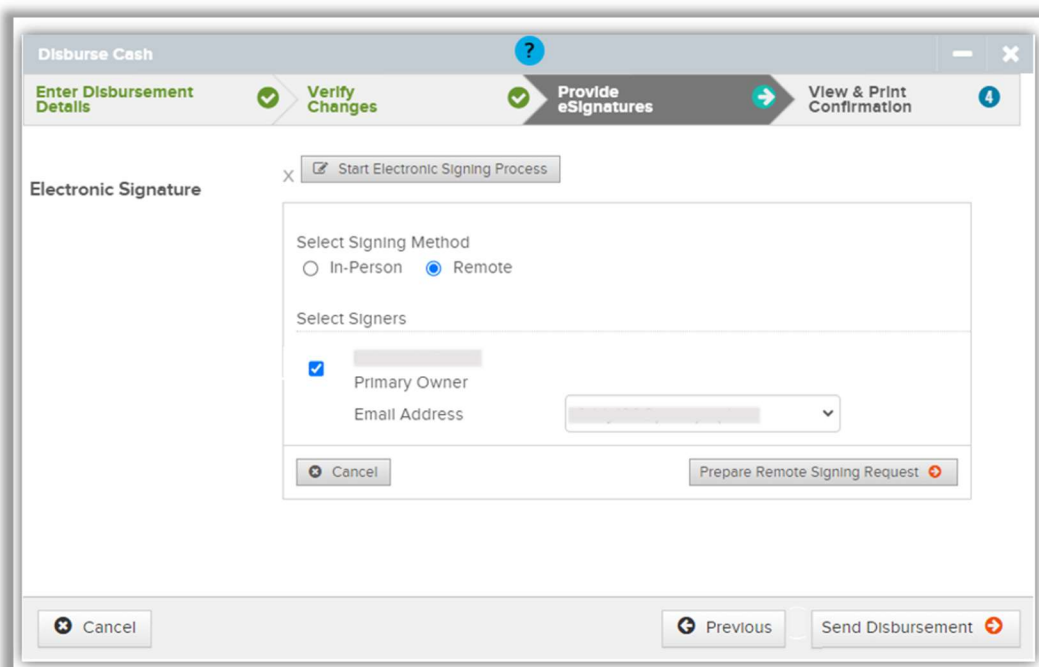 Disburse Cash
?
Enter Disbursement
Details
Verify
Changes
Provide
eSignatures
View & Print
Confirmation
4
Electronic Signature
X
Start Electronic Signing Process
Select Signing Method
In-Person
Remote
Select Signers
Primary Owner
Email Address
Cancel
Prepare Remote Signing Request
Cancel
Previous
Send Disbursement